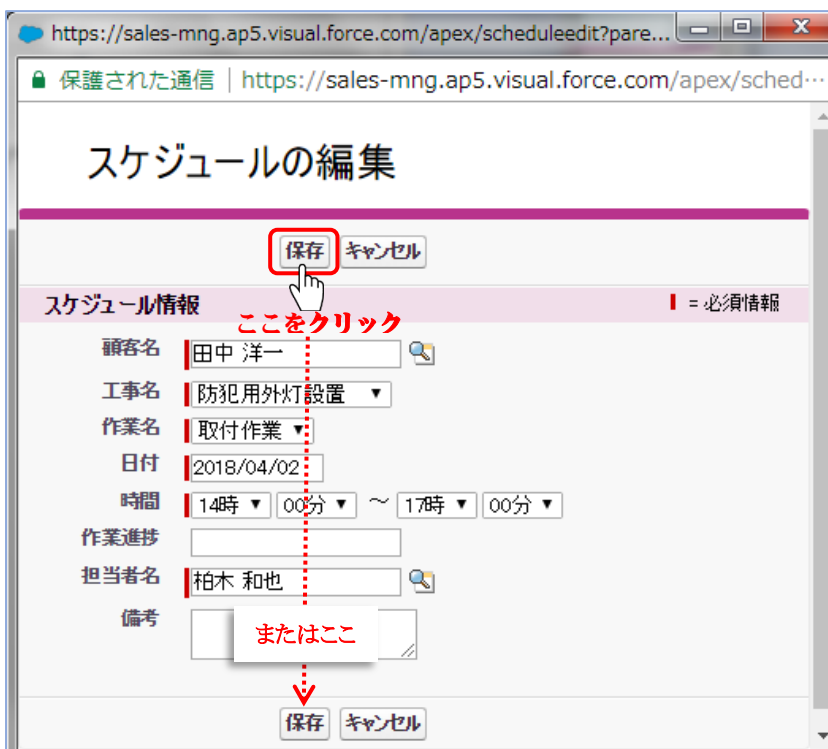 https://sales-mng.ap5.visual.force.com/apex/scheduleedit?pare...
保護された通信 | https://sales-mng.ap5.visual.force.com/apex/sched…
スケジュールの編集
保存 キャンセル
スケジュール情報 = 必須情報
ここをクリック
顧客名 田中 洋一
工事名 防犯用外灯設置
作業名 取付作業
日付 2018/04/02
時間 14時 00分 ～ 17時 00分
作業進捗
担当者名 柏木 和也
備考
またはここ
保存 キャンセル